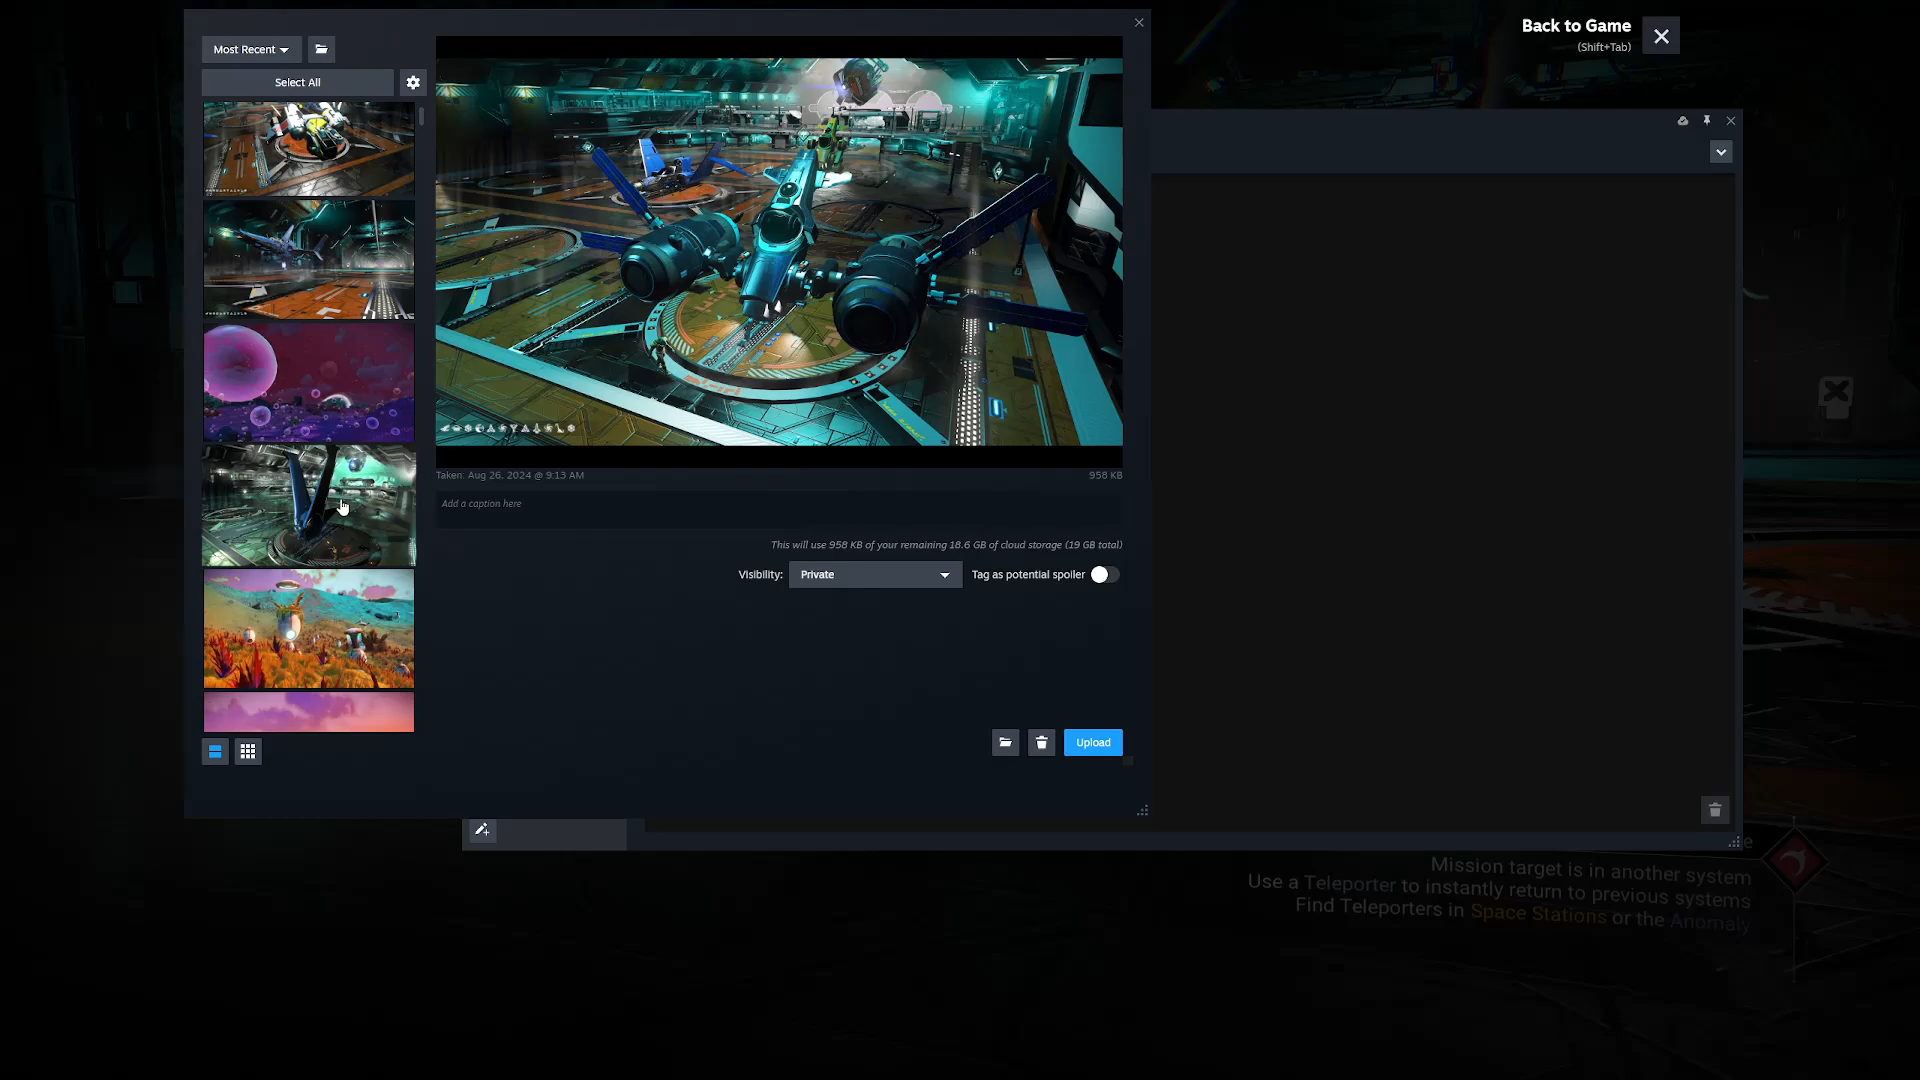 Back to Game
(Shift+Tab)
Most Recent
Select All
Taken: Aug 26, 2024 @ 9:13 AM
958 KB
Add a caption here
This will use 958 KB of your remaining 18.6 GB of cloud storage (19 GB total)
Visibility:
Private
Tag as potential spoiler
Upload
Mission target is in another system
Use a Teleporter to instantly return to previous systems
Find Teleporters in Space Stations or the Anomaly